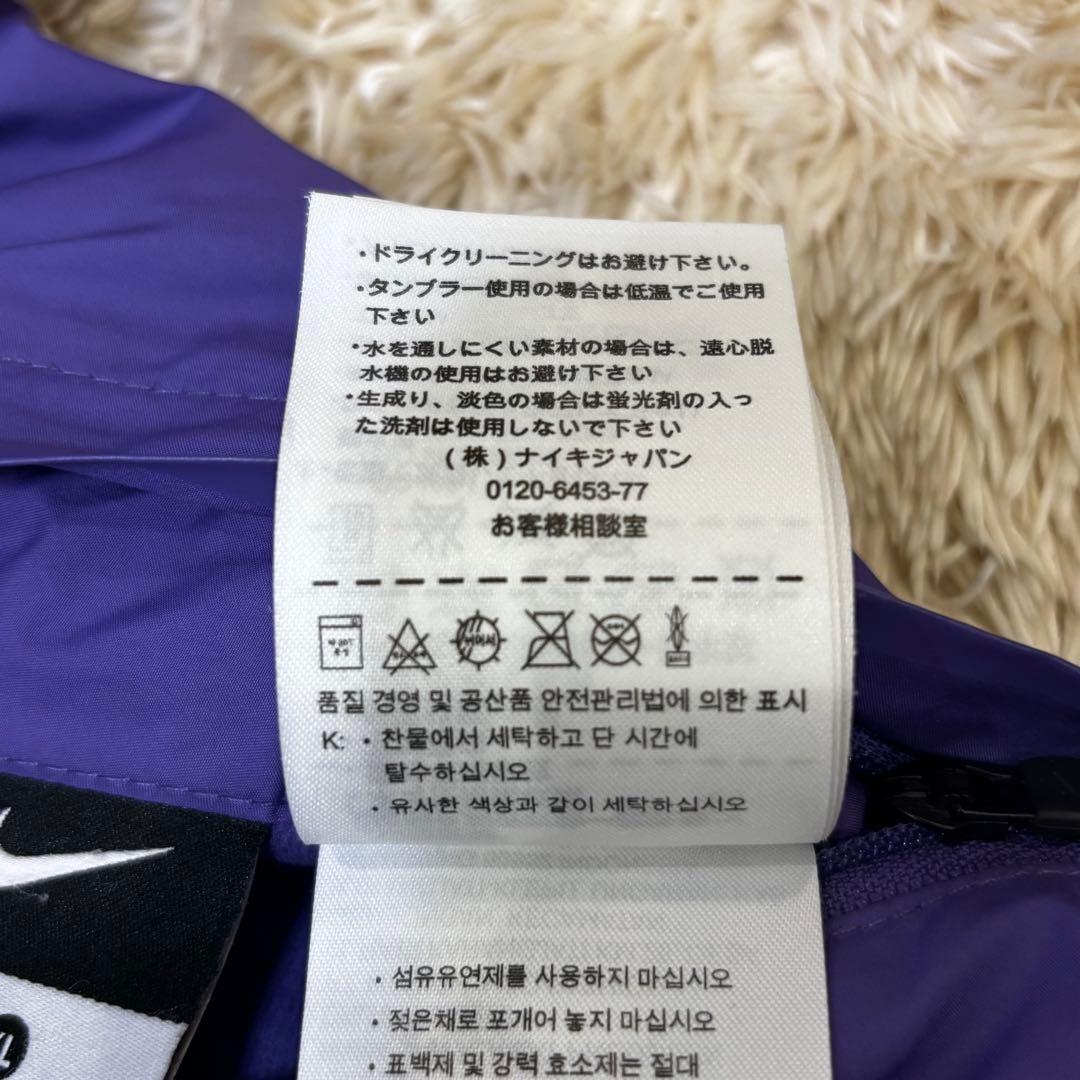 ・ドライクリーニングはお避け下さい。
・タンブラー使用の場合は低温でご使用
下さい
・水を通しにくい素材の場合は、遠心脱
水機の使用はお避け下さい
・生成り、淡色の場合は蛍光剤の入っ
た洗剤は使用しないで下さい
(株)ナイキジャパン
0120-6453-77
お客様相談室
품질 경영 및 공산품 안전관리법에 의한 표시
K: • 찬물에서 세탁하고 단 시간에
탈수하십시오
• 유사한 색상과 같이 세탁하십시오
• 섬유유연제를 사용하지 마십시오
• 젖은채로 포개어 놓지 마십시오
• 표백제 및 강력 효소제는 절대